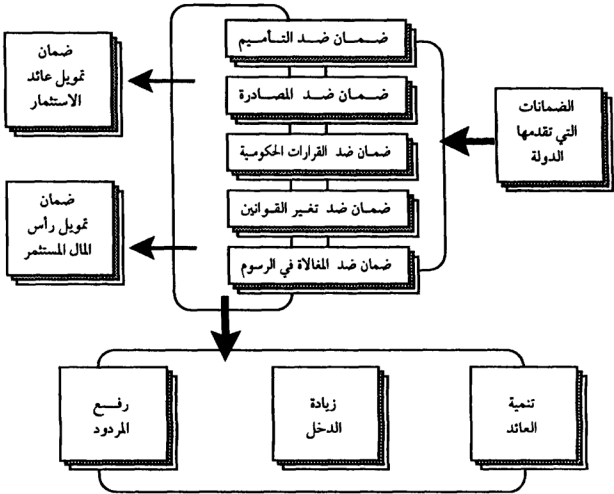 الضمانات
التي تقدمها
الدولة
ضمان ضد التأميم
ضمان ضد المصادرة
ضمان ضد القرارات الحكومية
ضمان ضد تغير القوانين
ضمان ضد المغالاة في الرسوم
ضمان
تمويل عائد
الاستثمار
ضمان
تمويل رأس
المال المستثمر
تنمية
العائد
زيادة
الدخل
رفع
المردود